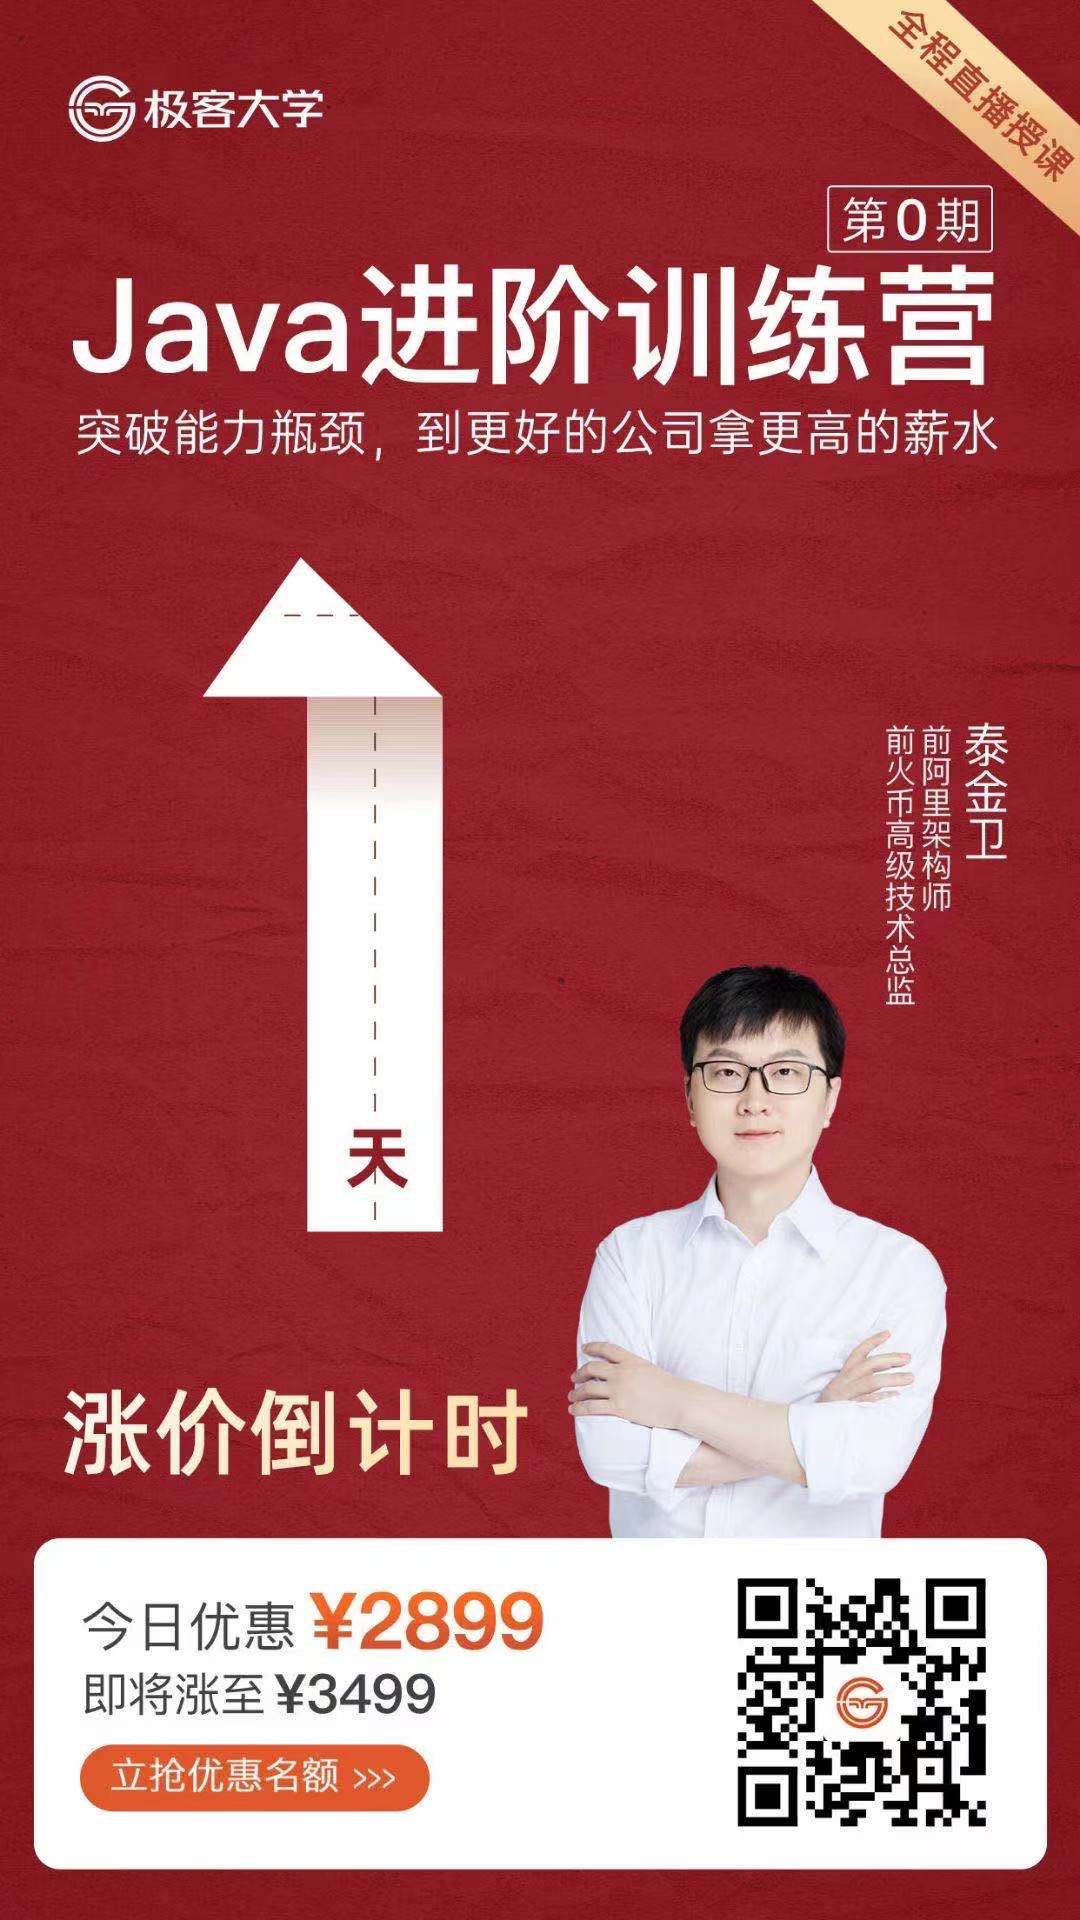 极客大学
全程直播授课
第0期
Java进阶训练营
突破能力瓶颈，到更好的公司拿更高的薪水
泰金卫
前阿里架构师
前火币高级技术总监
天
涨价倒计时
今日优惠 ¥2899
即将涨至 ¥3499
立抢优惠名额 >>>